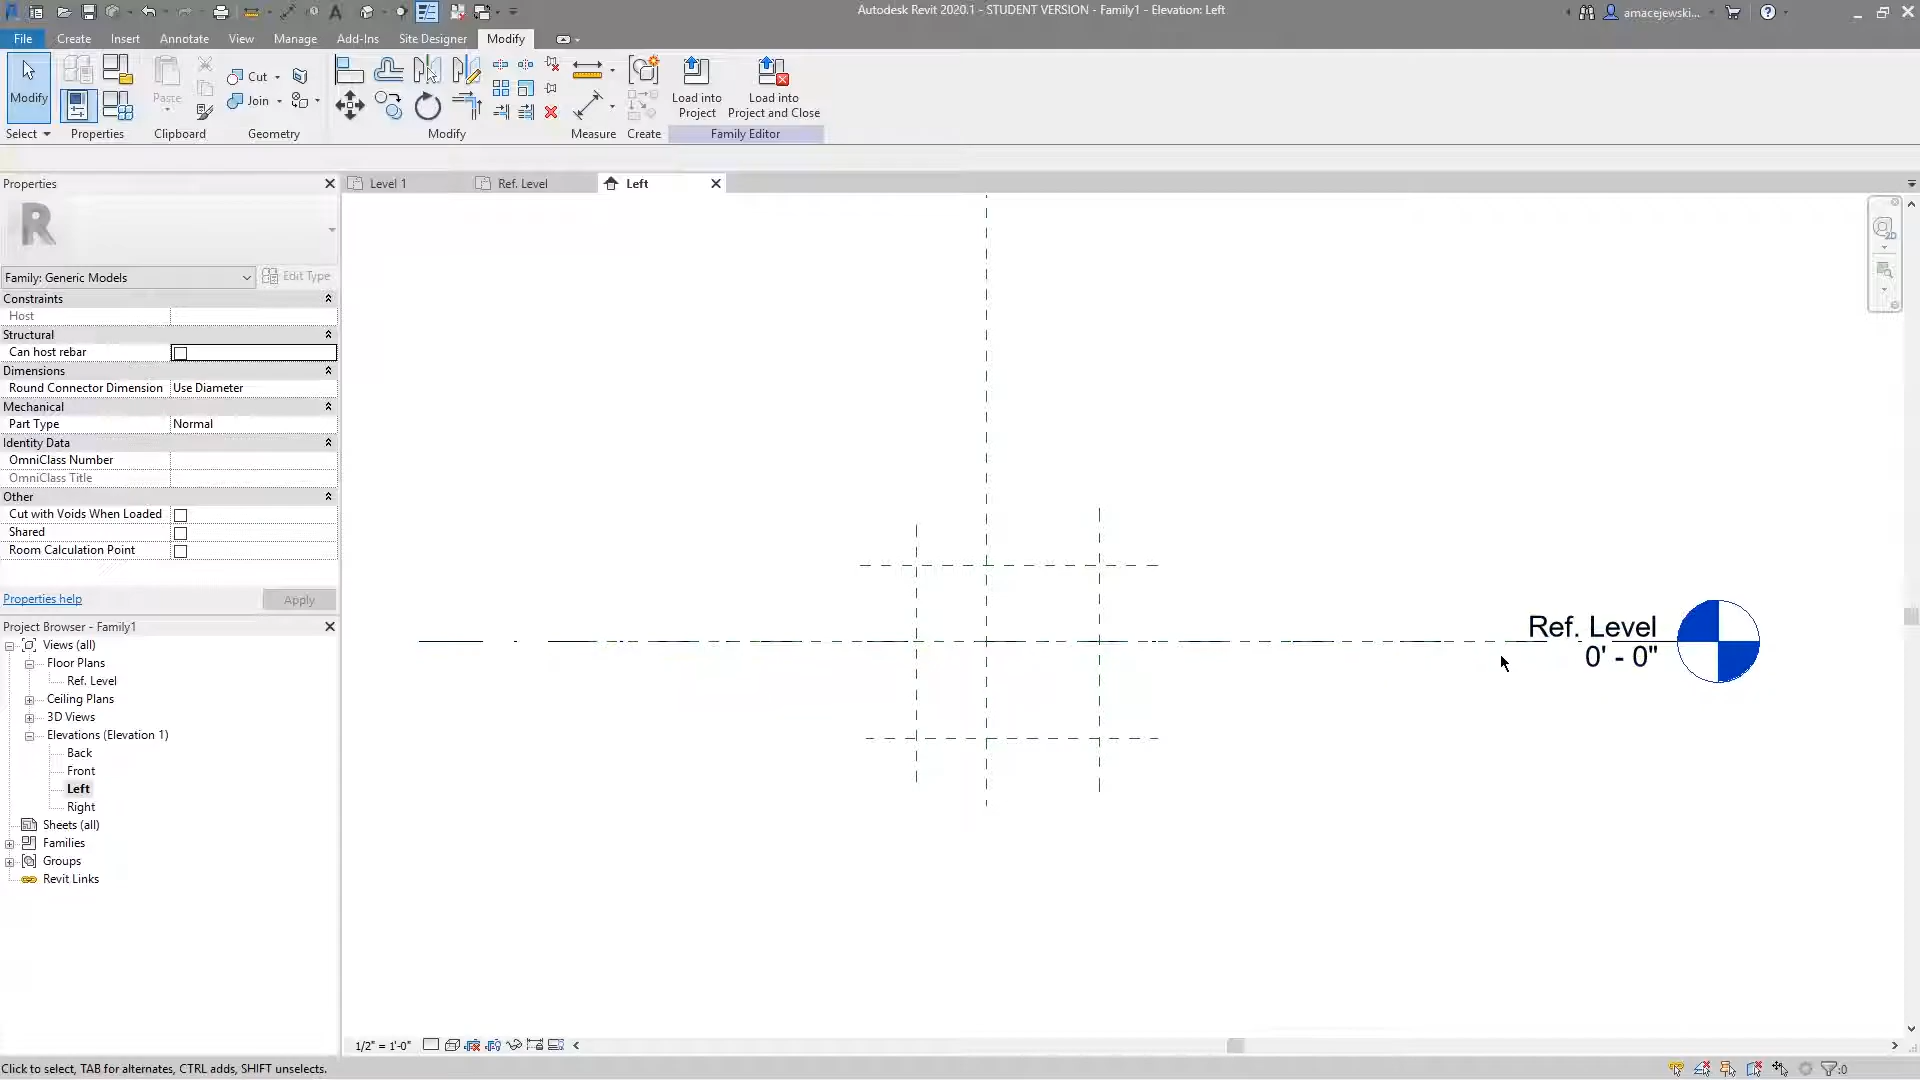 Autodesk Revit 2020.1 - STUDENT VERSION - Family1 - Elevation: Left
amacejewski...
File Create Insert Annotate View Manage Add-Ins Site Designer Modify
Modify
Paste
Cut
Join
Load into
Project
Load into
Project and Close
Select Properties Clipboard Geometry Modify Measure Create Family Editor
Properties
Level 1
Ref. Level
Left
R
2D
Family: Generic Models
Edit Type
Constraints
Host
Structural
Can host rebar
Dimensions
Round Connector Dimension Use Diameter
Mechanical
Part Type Normal
Identity Data
OmniClass Number
OmniClass Title
Other
Cut with Voids When Loaded
Shared
Room Calculation Point
Properties help
Apply
Project Browser - Family1
Views (all)
Floor Plans
Ref. Level
Ceiling Plans
3D Views
Elevations (Elevation 1)
Back
Front
Left
Right
Sheets (all)
Families
Groups
Revit Links
Ref. Level
0' - 0"
1/2" = 1'-0"
Click to select, TAB for alternates, CTRL adds, SHIFT unselects.
:0